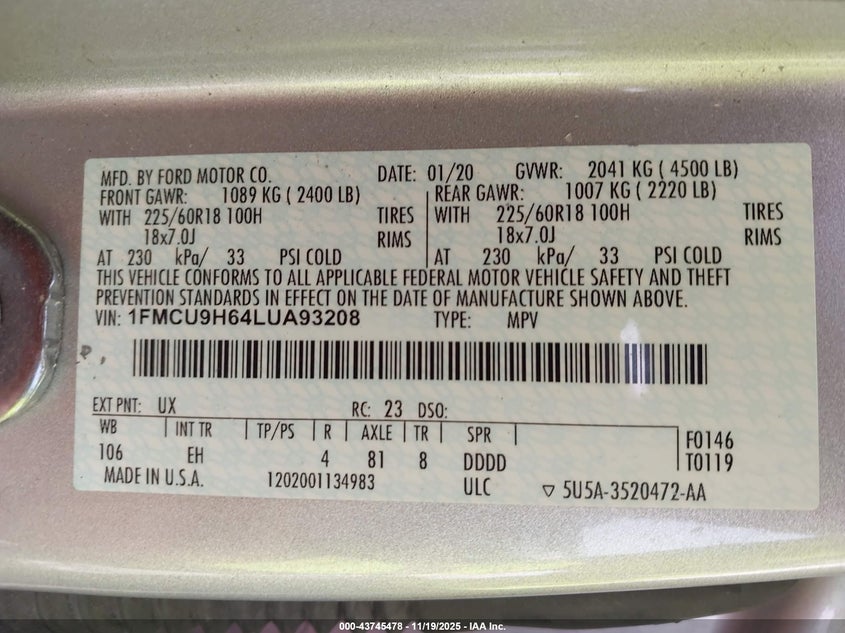 MFD. BY FORD MOTOR CO. DATE: 01/20 GVWR: 2041 KG ( 4500 LB)
FRONT GAWR: 1089 KG ( 2400 LB) REAR GAWR: 1007 KG ( 2220 LB)
WITH 225/60R18 100H TIRES WITH 225/60R18 100H TIRES
18x7.0J RIMS 18x7.0J RIMS
AT 230 kPa/ 33 PSI COLD AT 230 kPa/ 33 PSI COLD
THIS VEHICLE CONFORMS TO ALL APPLICABLE FEDERAL MOTOR VEHICLE SAFETY AND THEFT
PREVENTION STANDARDS IN EFFECT ON THE DATE OF MANUFACTURE SHOWN ABOVE.
VIN: 1FMCU9H64LUA93208 TYPE: MPV
EXT PNT: UX RC: 23 DSO:
WB INT TR TP/PS R AXLE TR SPR F0146
106 EH 4 81 8 DDDD T0119
MADE IN U.S.A. 1202001134983 ULC ▽ 5U5A-3520472-AA
000-43745478 - 11/19/2025 - IAA Inc.